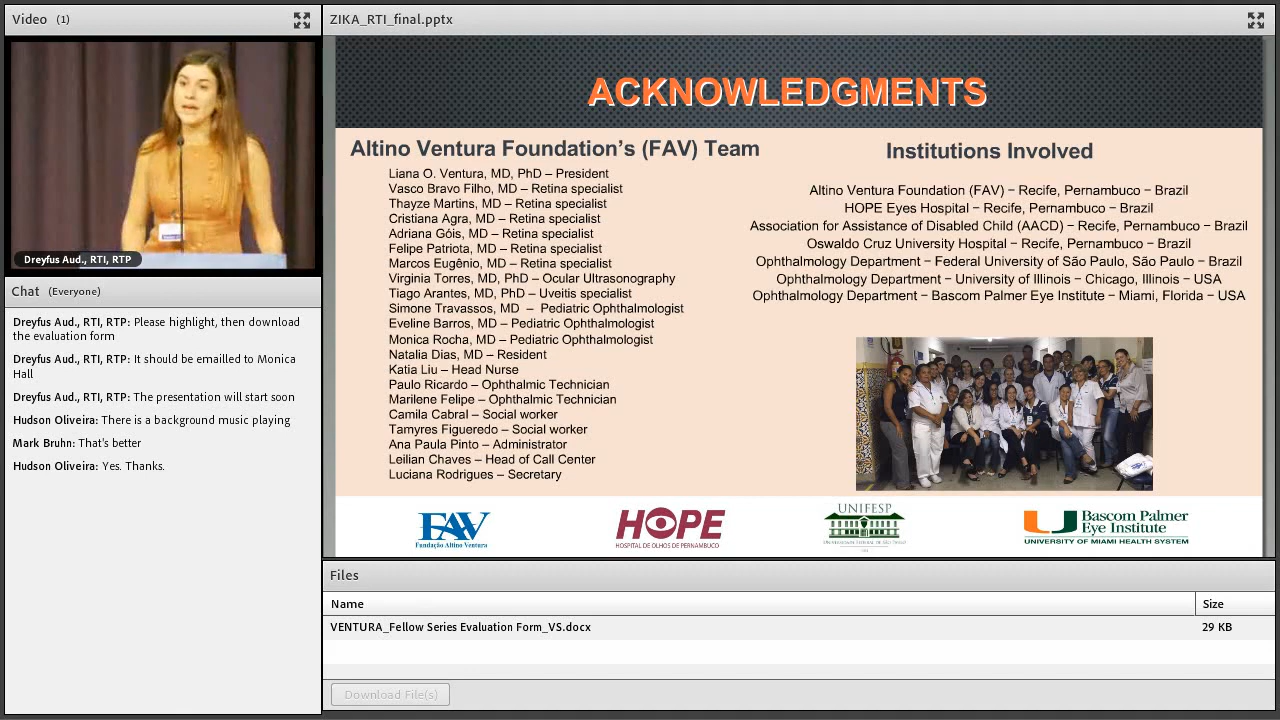 Video (1)
Dreyfus Aud., RTI, RTP
Chat (Everyone)
Dreyfus Aud., RTI, RTP: Please highlight, then download
the evaluation form
Dreyfus Aud., RTI, RTP: It should be emailled to Monica
Hall
Dreyfus Aud., RTI, RTP: The presentation will start soon
Hudson Oliveira: There is a background music playing
Mark Bruhn: That's better
Hudson Oliveira: Yes. Thanks.
ZIKA_RTI_final.pptx
ACKNOWLEDGMENTS
Altino Ventura Foundation's (FAV) Team
Liana O. Ventura, MD, PhD – President
Vasco Bravo Filho, MD – Retina specialist
Thayze Martins, MD – Retina specialist
Cristiana Agra, MD – Retina specialist
Adriana Góis, MD – Retina specialist
Felipe Patriota, MD – Retina specialist
Marcos Eugênio, MD – Retina specialist
Virginia Torres, MD, PhD – Ocular Ultrasonography
Tiago Arantes, MD, PhD – Uveitis specialist
Simone Travassos, MD – Pediatric Ophthalmologist
Eveline Barros, MD – Pediatric Ophthalmologist
Monica Rocha, MD – Pediatric Ophthalmologist
Natalia Dias, MD – Resident
Katia Liu – Head Nurse
Paulo Ricardo – Ophthalmic Technician
Marilene Felipe – Ophthalmic Technician
Camila Cabral – Social worker
Tamyres Figueredo – Social worker
Ana Paula Pinto – Administrator
Leilian Chaves – Head of Call Center
Luciana Rodrigues – Secretary
Institutions Involved
Altino Ventura Foundation (FAV) – Recife, Pernambuco – Brazil
HOPE Eyes Hospital – Recife, Pernambuco – Brazil
Association for Assistance of Disabled Child (AACD) – Recife, Pernambuco – Brazil
Oswaldo Cruz University Hospital – Recife, Pernambuco – Brazil
Ophthalmology Department – Federal University of São Paulo, São Paulo – Brazil
Ophthalmology Department – University of Illinois – Chicago, Illinois – USA
Ophthalmology Department – Bascom Palmer Eye Institute – Miami, Florida – USA
FAV
Fundação Altino Ventura
HOPE
HOSPITAL DE OLHOS DE PERNAMBUCO
UNIFESP
UNIVERSIDADE FEDERAL DE SÃO PAULO
Bascom Palmer
Eye Institute
UNIVERSITY OF MIAMI HEALTH SYSTEM
Files
Name Size
VENTURA_Fellow Series Evaluation Form_VS.docx 29 KB
Download File(s)